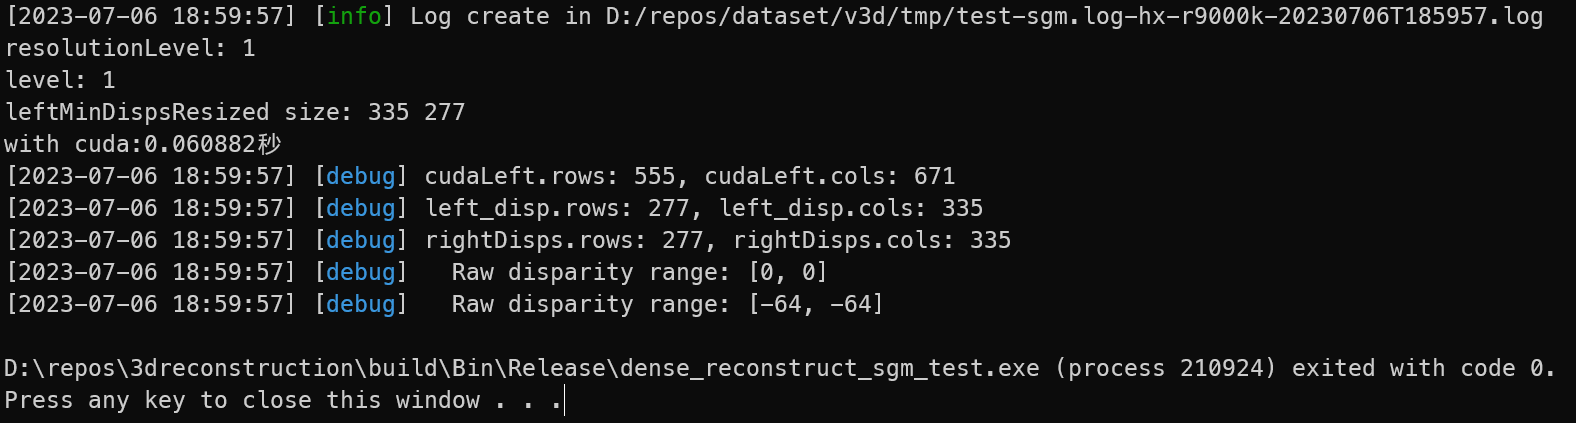 [2023-07-06 18:59:57] [info] Log create in D:/repos/dataset/v3d/tmp/test-sgm.log-hx-r9000k-20230706T185957.log
resolutionLevel: 1
level: 1
leftMinDispsResized size: 335 277
with cuda:0.060882秒
[2023-07-06 18:59:57] [debug] cudaLeft.rows: 555, cudaLeft.cols: 671
[2023-07-06 18:59:57] [debug] left_disp.rows: 277, left_disp.cols: 335
[2023-07-06 18:59:57] [debug] rightDisps.rows: 277, rightDisps.cols: 335
[2023-07-06 18:59:57] [debug]   Raw disparity range: [0, 0]
[2023-07-06 18:59:57] [debug]   Raw disparity range: [-64, -64]
D:\repos\3dreconstruction\build\Bin\Release\dense_reconstruct_sgm_test.exe (process 210924) exited with code 0.
Press any key to close this window . . .